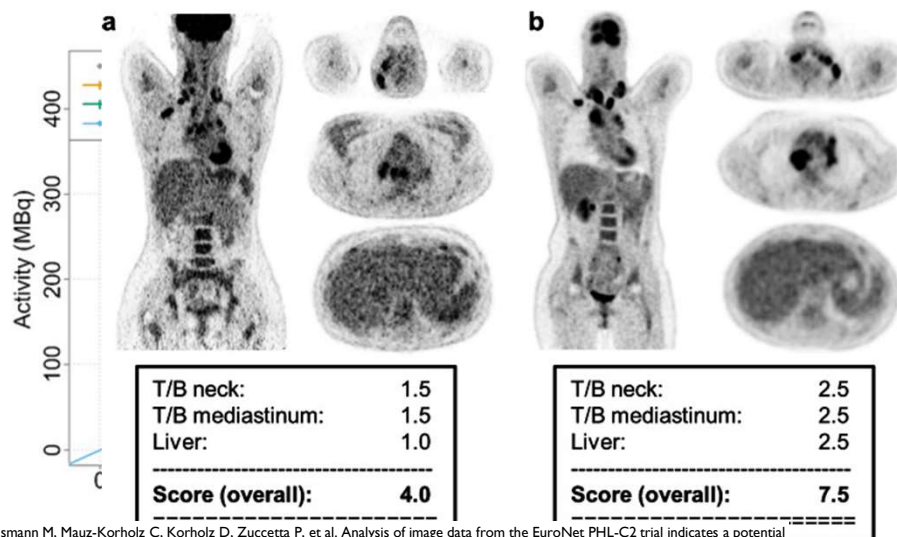 a
b
Activity (MBq)
400
300
200
100
0
T/B neck: 1.5
T/B mediastinum: 1.5
Liver: 1.0
Score (overall): 4.0
T/B neck: 2.5
T/B mediastinum: 2.5
Liver: 2.5
Score (overall): 7.5
smann M, Mauz-Korholz C, Korholz D, Zuccetta P, et al. Analysis of image data from the EuroNet PHL-C2 trial indicates a potential